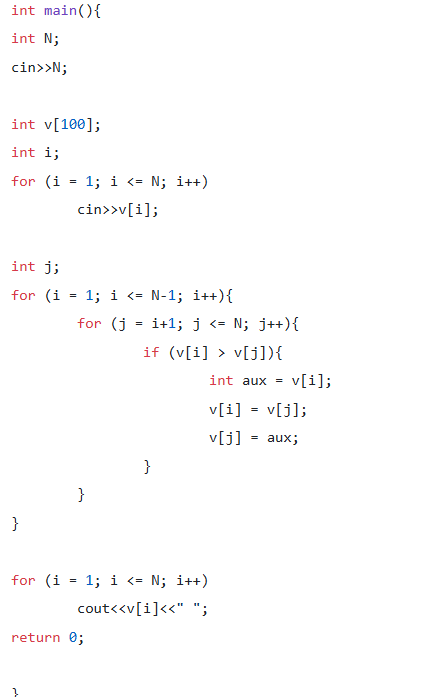 int main(){
int N;
cin>>N;
int v[100];
int i;
for (i = 1; i <= N; i++)
cin>>v[i];
int j;
for (i = 1; i <= N-1; i++){
for (j = i+1; j <= N; j++){
if (v[i] > v[j]){
int aux = v[i];
v[i] = v[j];
v[j] = aux;
}
}
}
for (i = 1; i <= N; i++)
cout<<v[i]<<" ";
return 0;
}